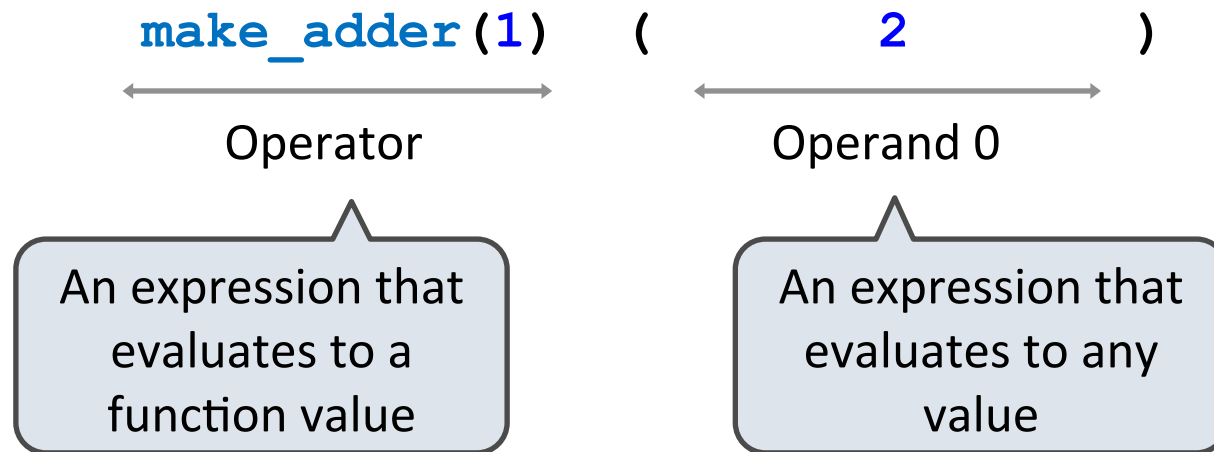 make_adder(1) ( 2 )
Operator Operand 0
An expression that
evaluates to a
function value
An expression that
evaluates to any
value